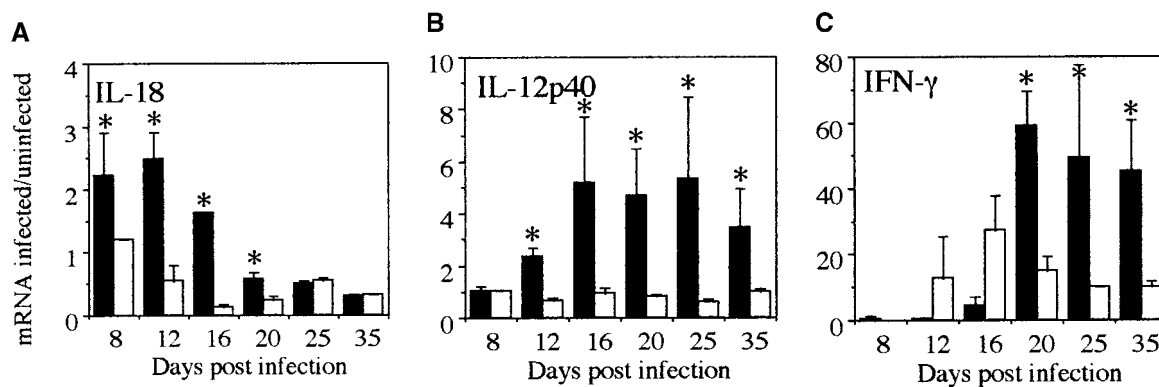 A
mRNA infected/uninfected
4
3
2
1
0
IL-18
*
*
*
*
8 12 16 20 25 35
Days post infection
B
10
8
6
4
2
0
IL-12p40
*
*
*
*
*
8 12 16 20 25 35
Days post infection
C
80
60
40
20
0
IFN-γ
*
*
*
8 12 16 20 25 35
Days post infection